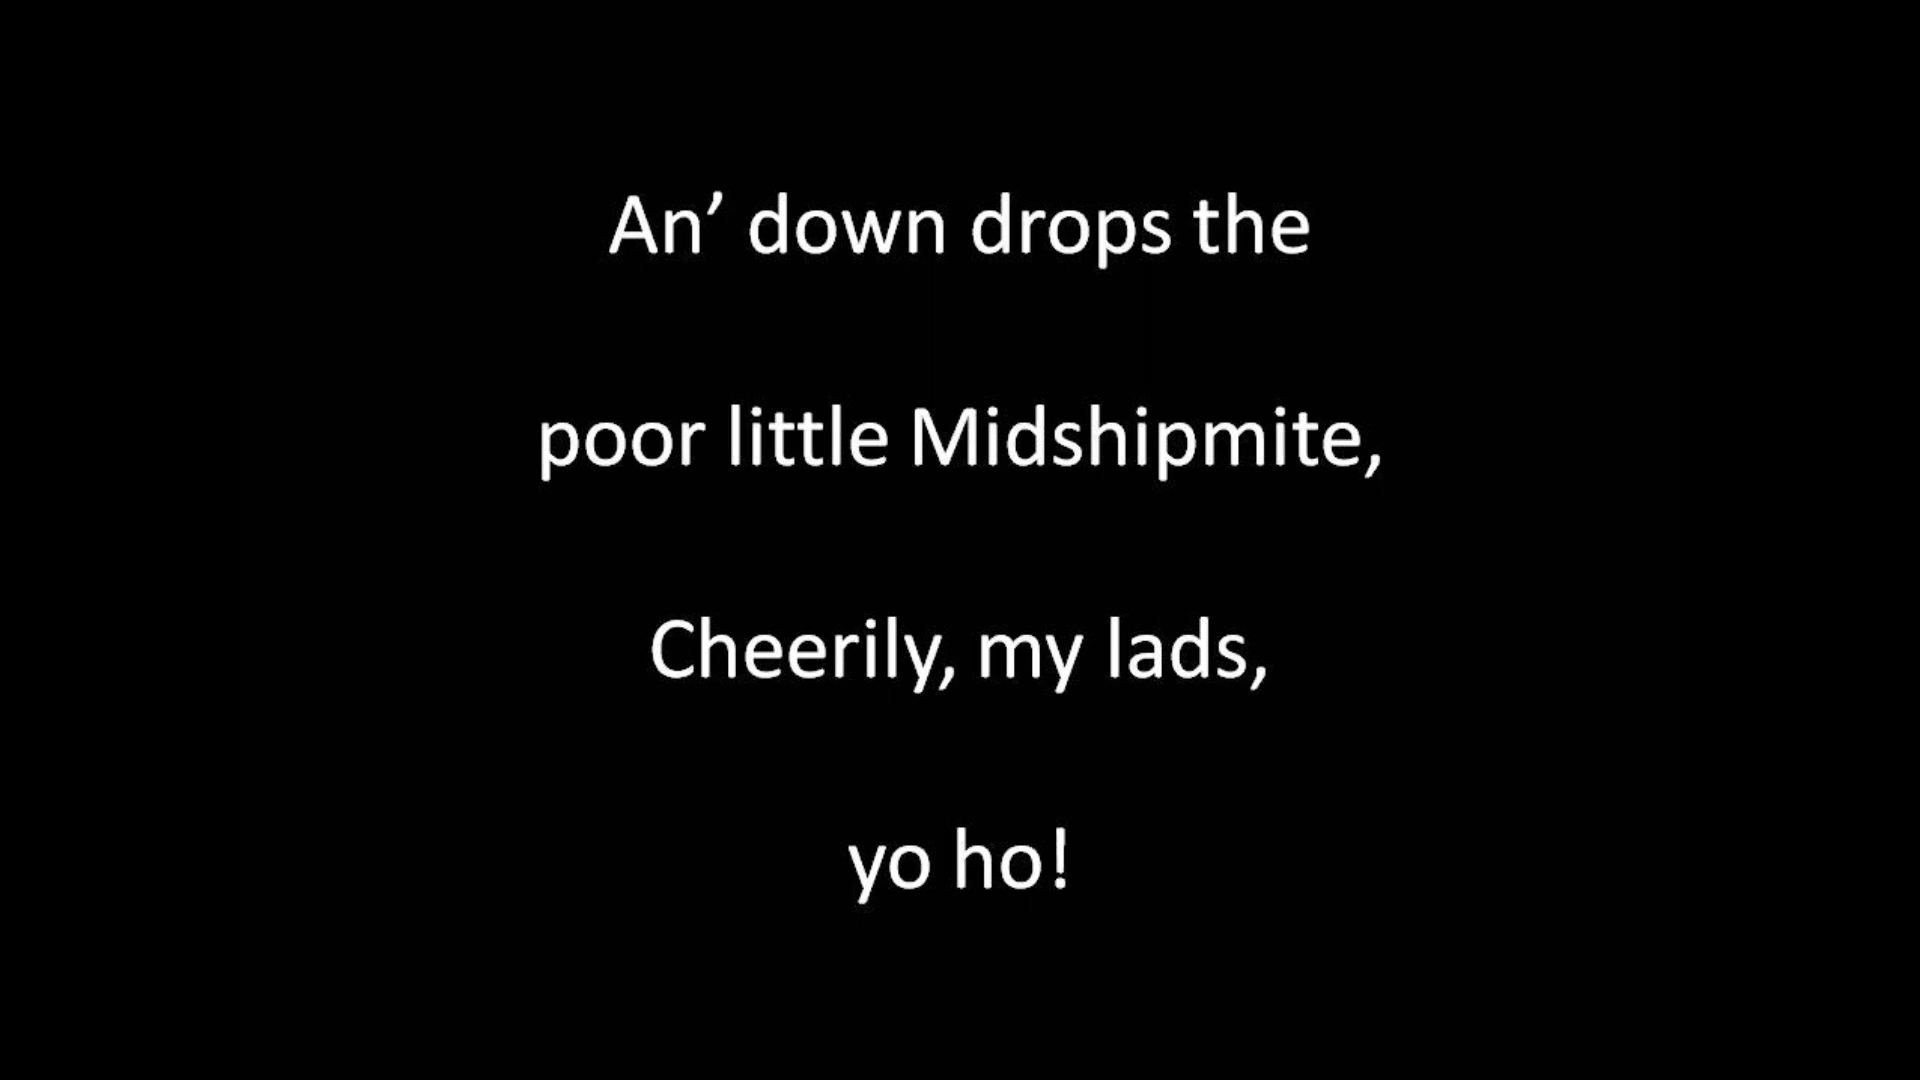 An’ down drops the
poor little Midshipmite,
Cheerily, my lads,
yo ho!